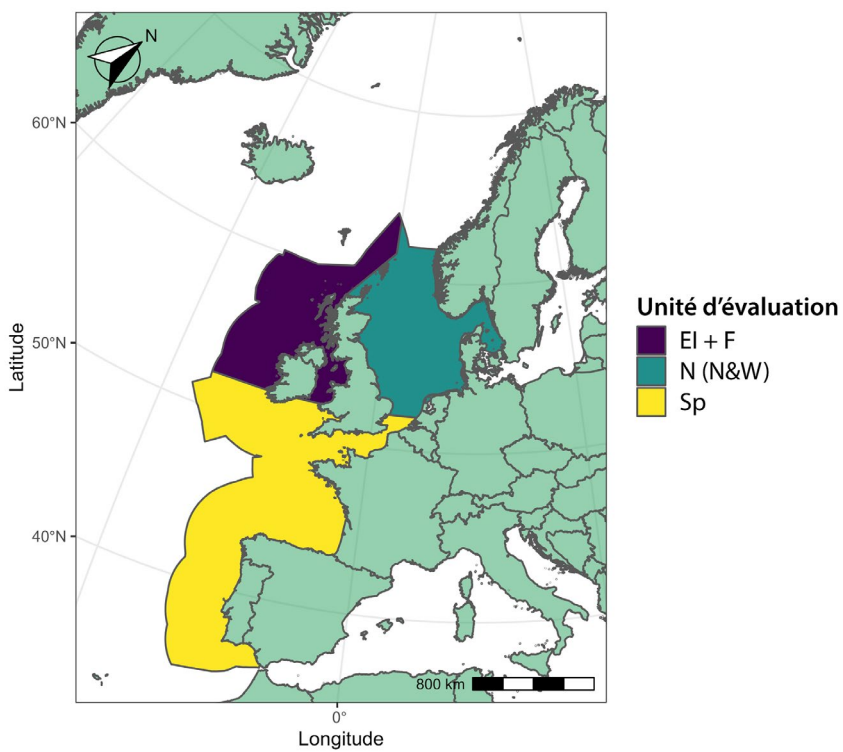 N
60°N
50°N
40°N
Latitude
800 km
0°
Longitude
Unité d'évaluation
EI + F
N (N&W)
Sp